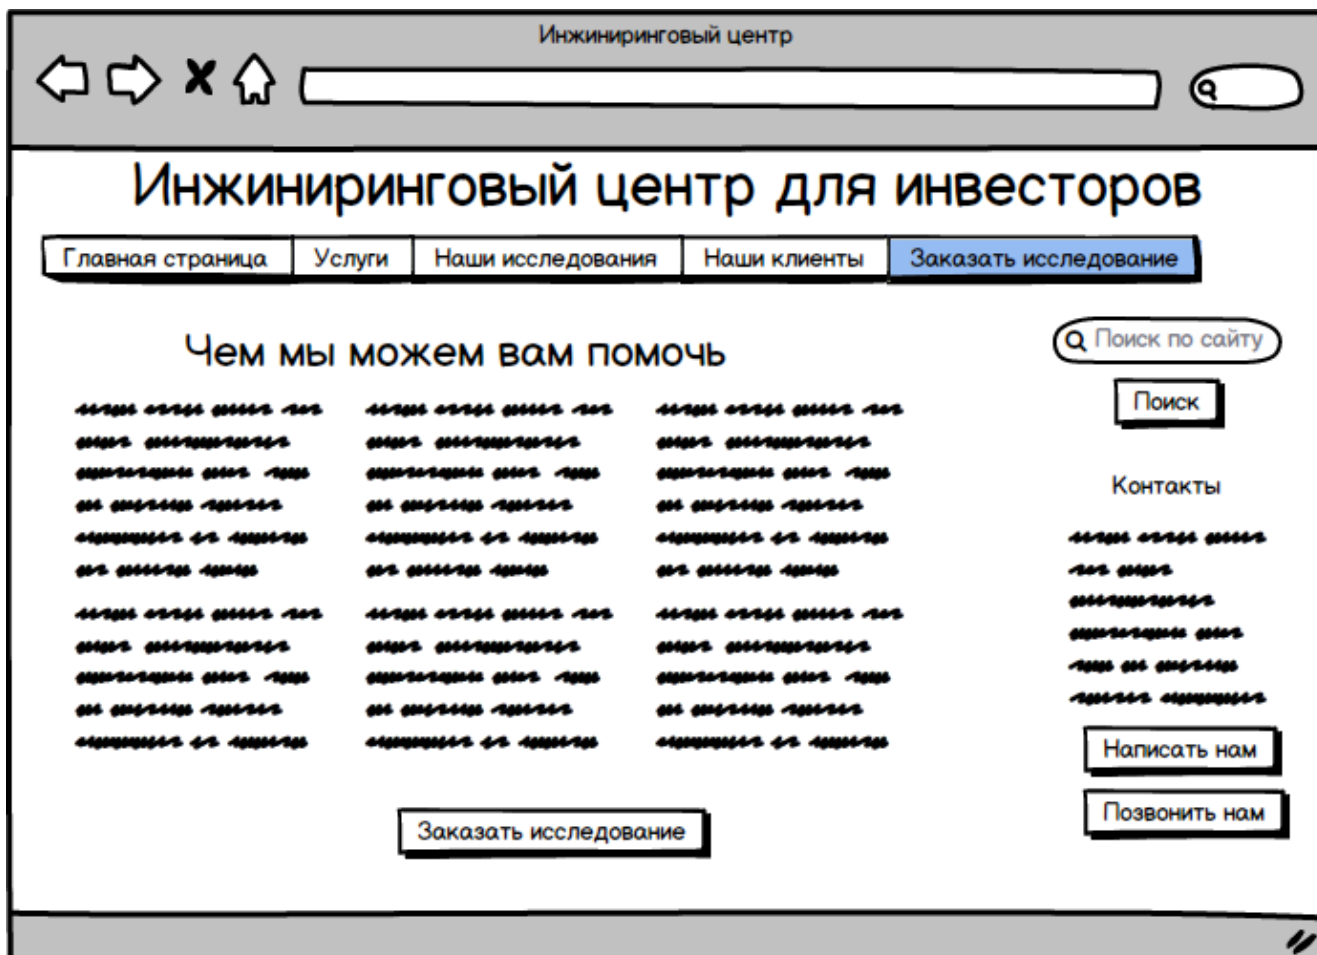 Инжиниринговый центр
Инжиниринговый центр для инвесторов
Главная страница Услуги Наши исследования Наши клиенты Заказать исследование
Чем мы можем вам помочь
Поиск по сайту
Поиск
Контакты
Написать нам
Позвонить нам
Заказать исследование